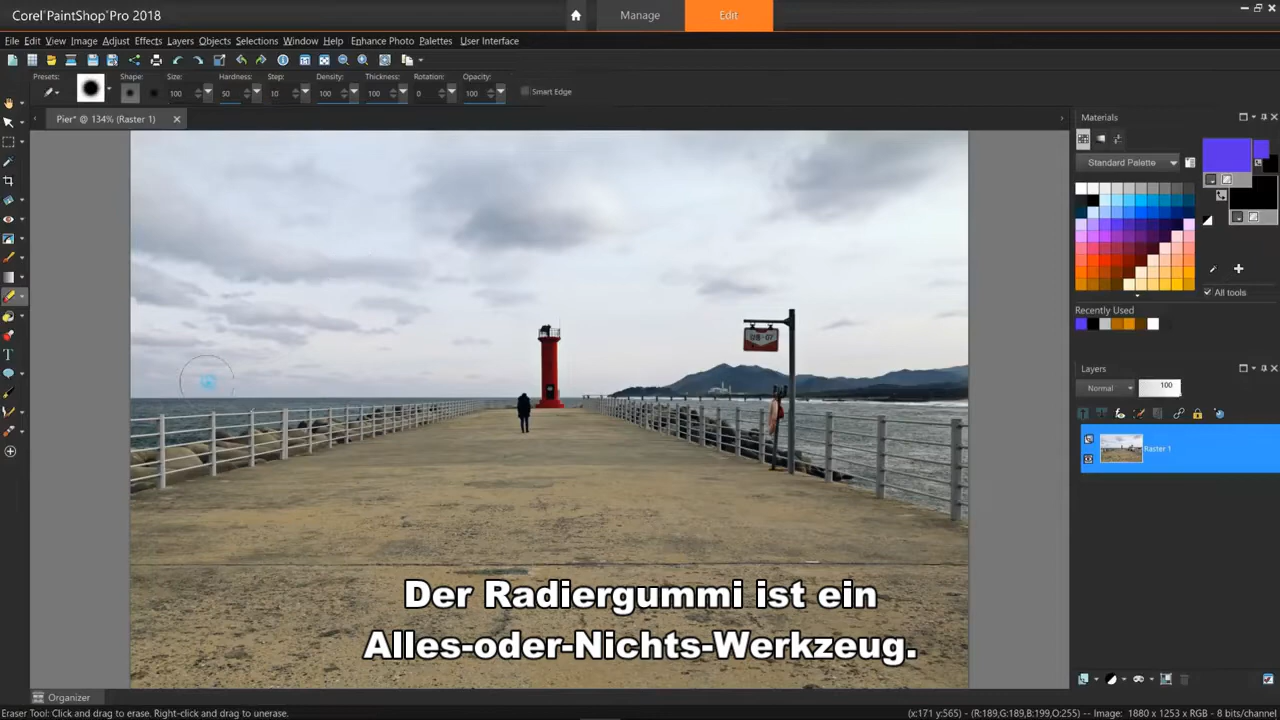 Corel PaintShop Pro 2018
Manage
Edit
File Edit View Image Adjust Effects Layers Objects Selections Window Help Enhance Photo Palettes User Interface
Presets: Shape: Size: Hardness: Step: Density: Thickness: Rotation: Opacity:
100 50 10 100 100 0 100 Smart Edge
Pier* @ 134% (Raster 1)
Materials
Standard Palette
All tools
Recently Used
Layers
Normal 100
Raster 1
Der Radiergummi ist ein
Alles-oder-Nichts-Werkzeug.
Organizer
Eraser Tool: Click and drag to erase. Right-click and drag to unerase.
(x:171 y:565) - (R:189,G:189,B:199,O:255) -- Image: 1880 x 1253 x RGB - 8 bits/channel